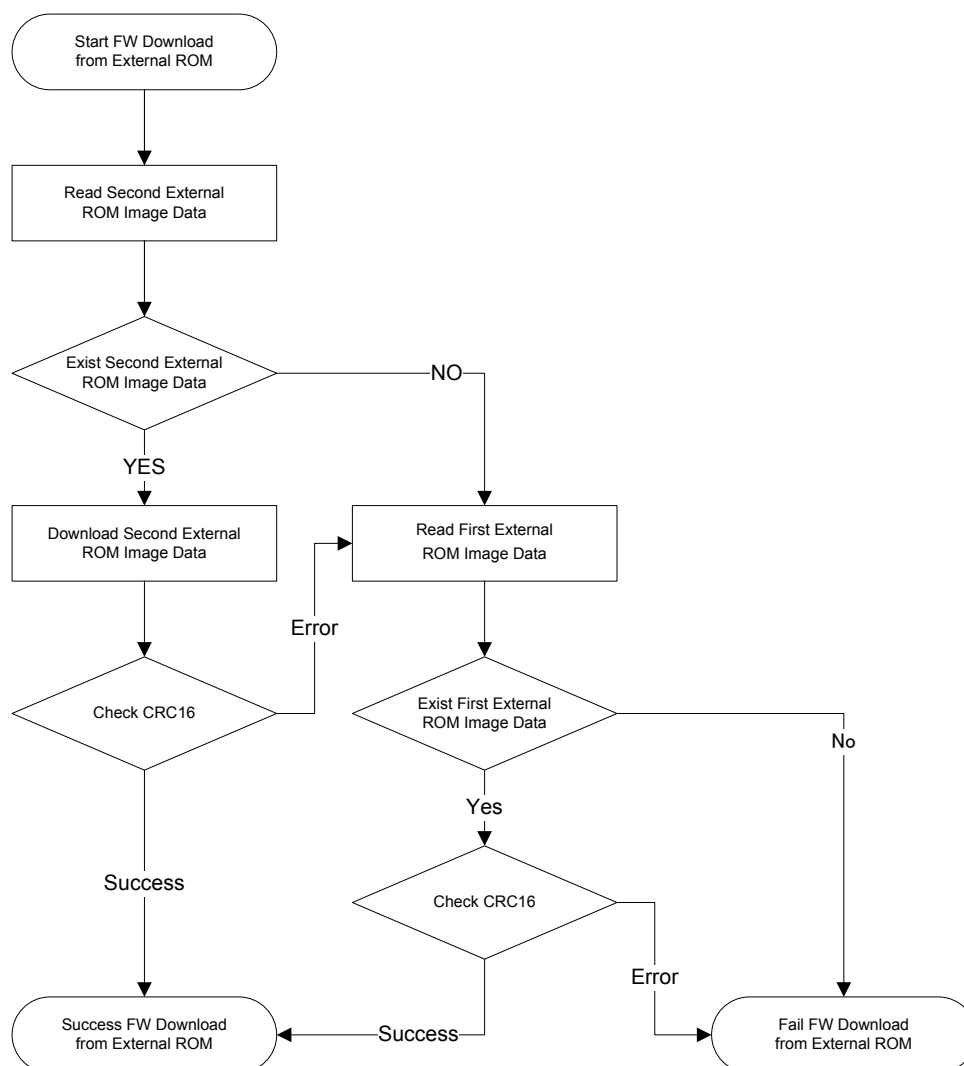 Start FW Download
from External ROM
Read Second External
ROM Image Data
Exist Second External
ROM Image Data
NO
YES
Download Second External
ROM Image Data
Read First External
ROM Image Data
Error
Check CRC16
Exist First External
ROM Image Data
No
Yes
Success
Check CRC16
Error
Success FW Download
from External ROM
Success
Fail FW Download
from External ROM